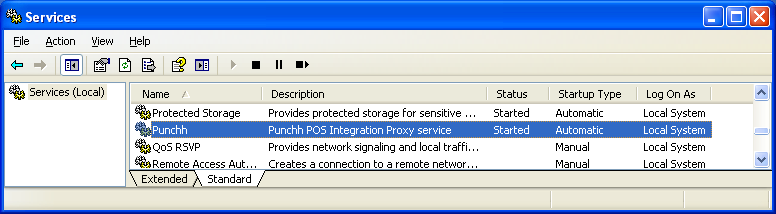 Services
File Action View Help
Services (Local)
Name Description Status Startup Type Log On As
Protected Storage Provides protected storage for sensitive ... Started Automatic Local System
Punchh Punchh POS Integration Proxy service Started Automatic Local System
QoS RSVP Provides network signaling and local traffi... Manual Local System
Remote Access Aut... Creates a connection to a remote networ... Manual Local System
Extended Standard